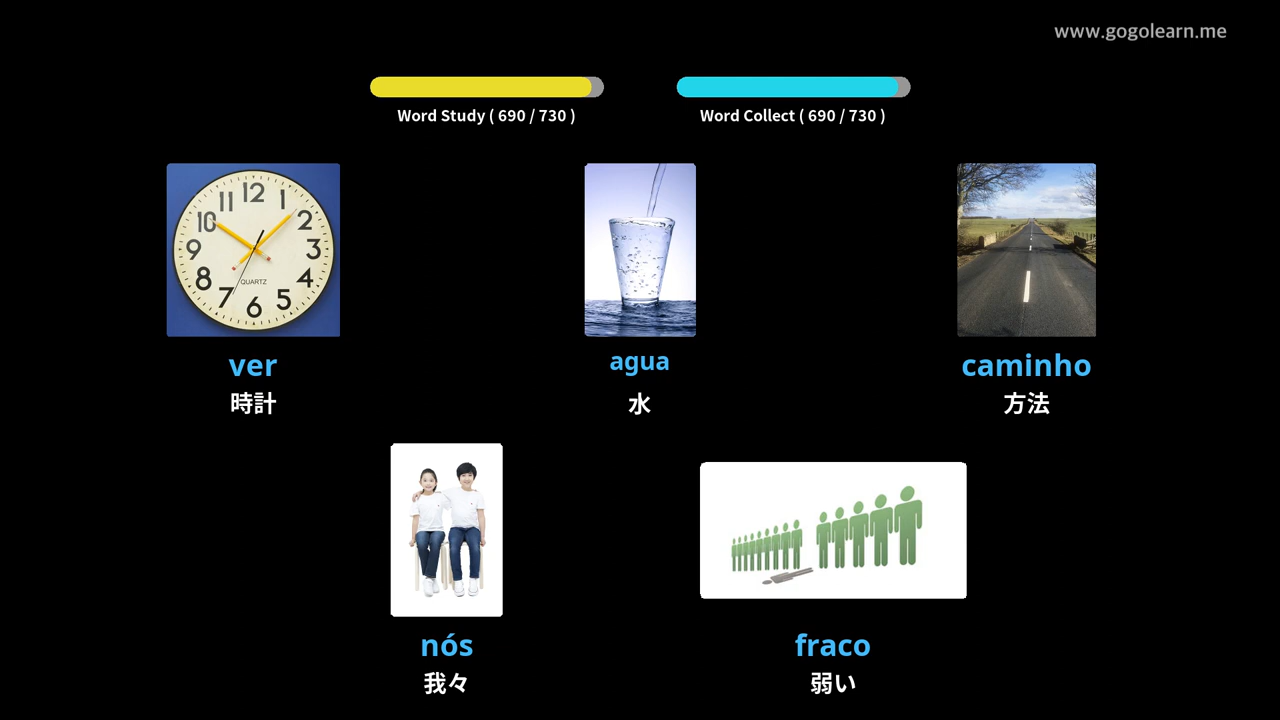 www.gogolearn.me
Word Study ( 690 / 730 )
Word Collect ( 690 / 730 )
12
1
2
3
4
5
6
7
8
9
10
11
QUARTZ
ver
時計
agua
水
caminho
方法
nós
我々
fraco
弱い